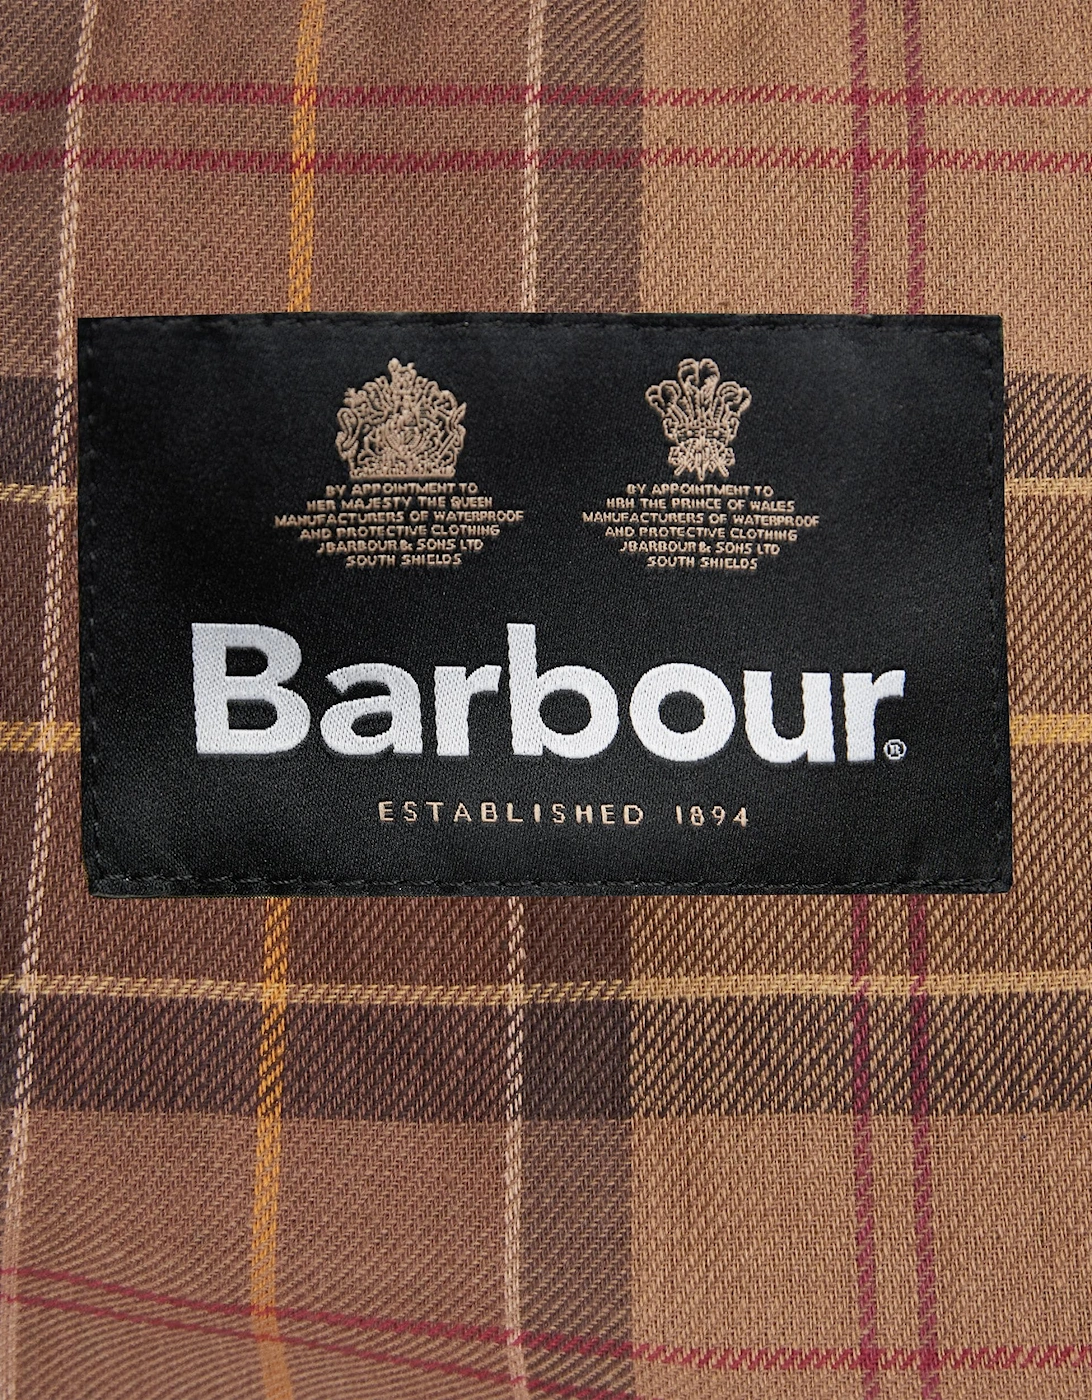 BY APPOINTMENT TO
HER MAJESTY THE QUEEN
MANUFACTURERS OF WATERPROOF
AND PROTECTIVE CLOTHING
JBARBOUR & SONS LTD
SOUTH SHIELDS
BY APPOINTMENT TO
HRH THE PRINCE OF WALES
MANUFACTURERS OF WATERPROOF
AND PROTECTIVE CLOTHING
JBARBOUR & SONS LTD
SOUTH SHIELDS
Barbour®
ESTABLISHED 1894